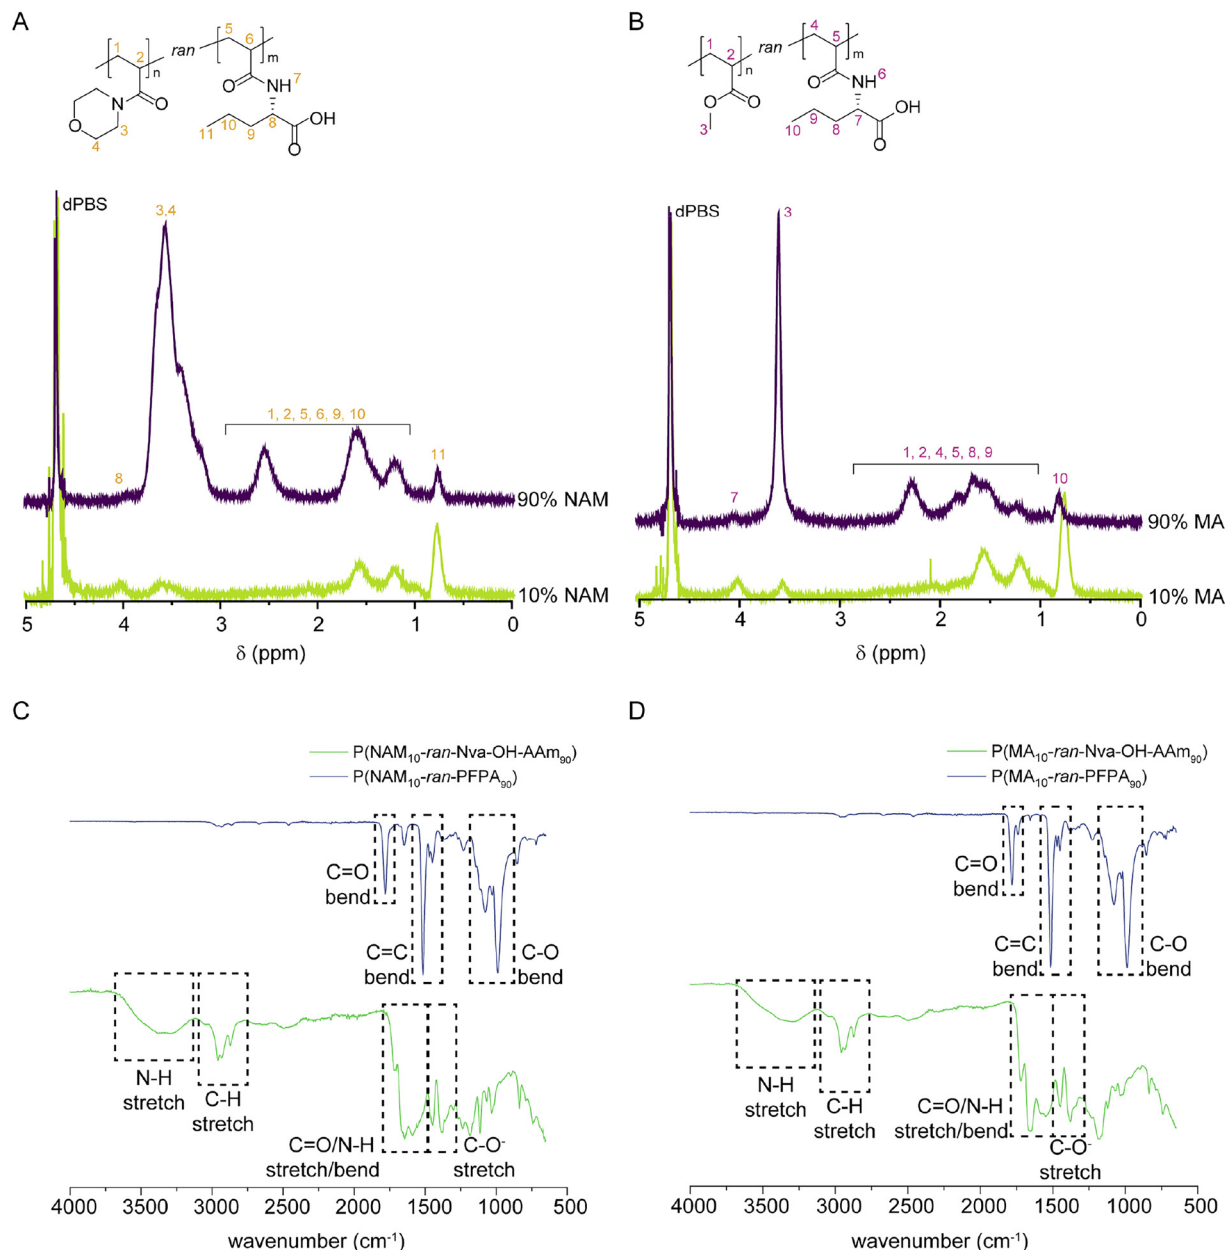 A
1
2
n
ran
5
6
m
O
N
O
3
4
O
NH
7
11
10
9
8
OH
O
dPBS
3,4
1, 2, 5, 6, 9, 10
8
11
90% NAM
10% NAM
5 4 3 2 1 0
δ (ppm)
B
1
2
n
ran
4
5
m
O
O
3
O
NH
6
10
9
8
7
OH
O
dPBS
3
1, 2, 4, 5, 8, 9
7
10
90% MA
10% MA
5 4 3 2 1 0
δ (ppm)
C
P(NAM10-ran-Nva-OH-AAm90)
P(NAM10-ran-PFPA90)
C=O
bend
C=C
bend
C-O
bend
N-H
stretch
C-H
stretch
C=O/N-H
stretch/bend
C-O-
stretch
4000 3500 3000 2500 2000 1500 1000 500
wavenumber (cm-1)
D
P(MA10-ran-Nva-OH-AAm90)
P(MA10-ran-PFPA90)
C=O
bend
C=C
bend
C-O
bend
N-H
stretch
C-H
stretch
C=O/N-H
stretch/bend
C-O-
stretch
4000 3500 3000 2500 2000 1500 1000 500
wavenumber (cm-1)